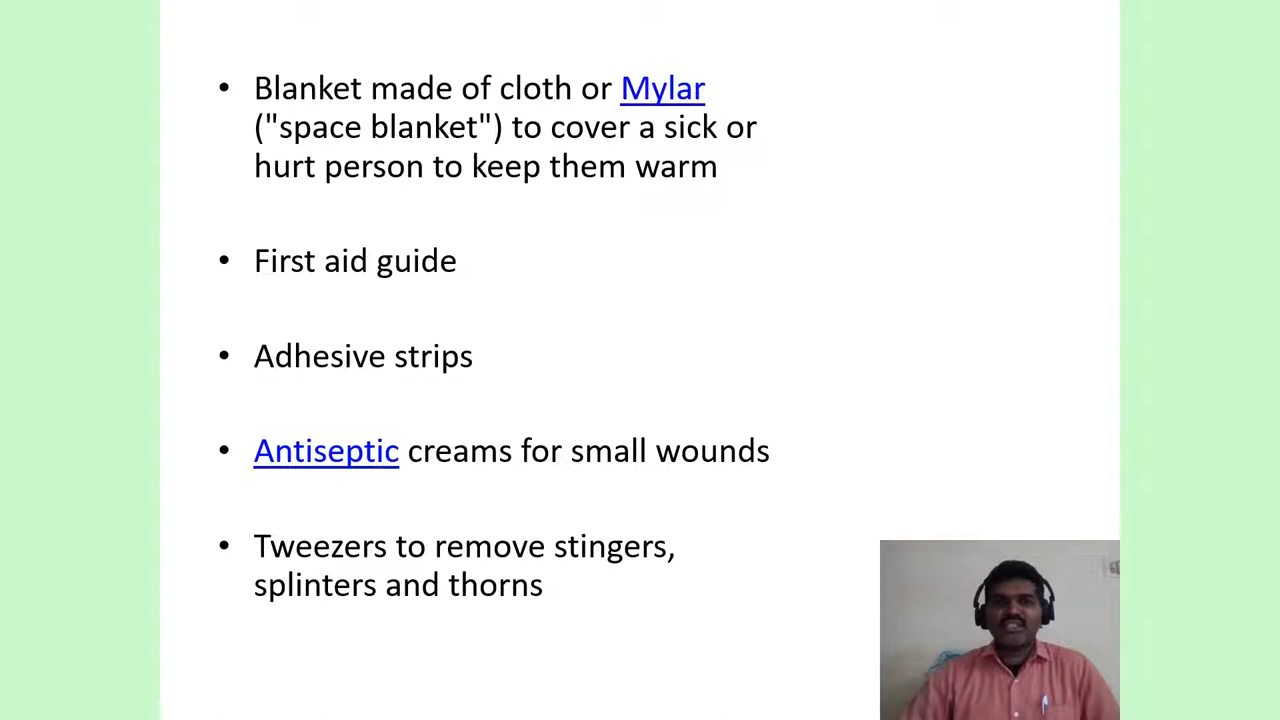 • Blanket made of cloth or Mylar
("space blanket") to cover a sick or
hurt person to keep them warm
• First aid guide
• Adhesive strips
• Antiseptic creams for small wounds
• Tweezers to remove stingers,
splinters and thorns